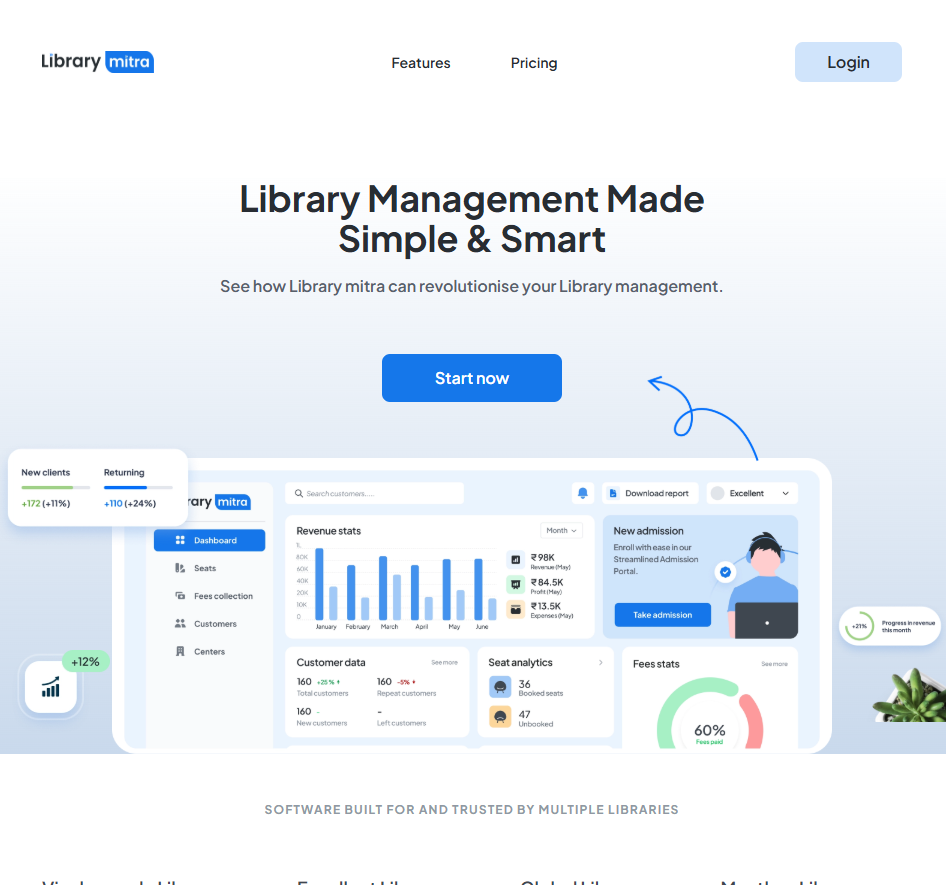 Library mitra
Features
Pricing
Login
Library Management Made
Simple & Smart
See how Library mitra can revolutionise your Library management.
Start now
New clients
Returning
+172 (+11%)
+110 (+24%)
rary mitra
Search customers.....
Download report
Excellent
Dashboard
Seats
Fees collection
Customers
Centers
Revenue stats
Month
1L
80K
60K
40K
20K
10K
0
January
February
March
April
May
June
₹ 98K
Revenue (May)
₹ 84.5K
Profit (May)
₹ 13.5K
Expenses (May)
New admission
Enroll with ease in our
Streamlined Admission
Portal.
Take admission
+21%
Progress in revenue
this month
+12%
Customer data
See more
160 +25 %
Total customers
160 -5%
Repeat customers
160 -
New customers
-
Left customers
Seat analytics
36
Booked seats
47
Unbooked
Fees stats
See more
60%
Fees paid
SOFTWARE BUILT FOR AND TRUSTED BY MULTIPLE LIBRARIES